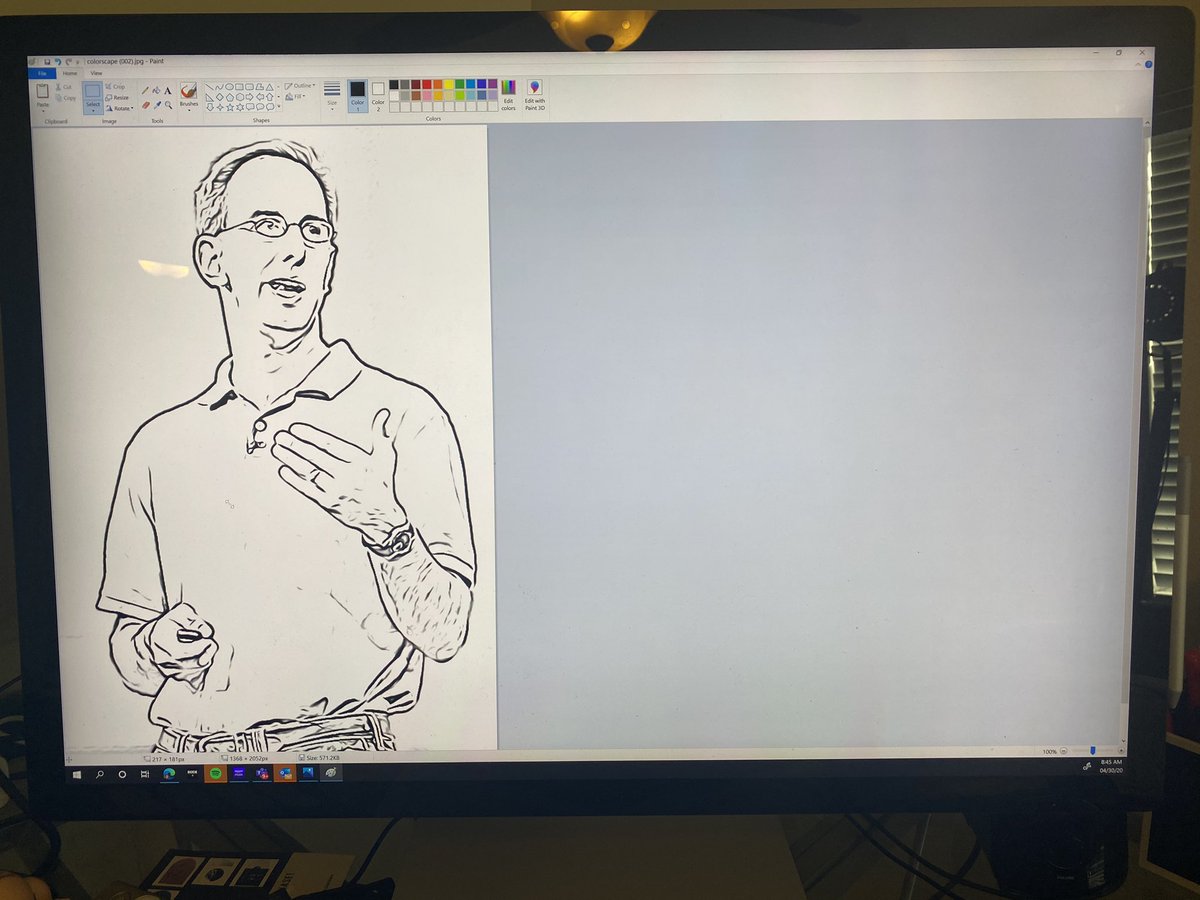 colorscape (002).jpg - Paint
File Home View
Paste
Cut
Copy
Clipboard
Select
Crop
Resize
Rotate
Image
A
Tools
Brushes
Shapes
Outline
Fill
Size
Color 1
Color 2
Colors
Edit colors
Edit with Paint 3D
217 × 181px 1368 × 2052px Size: 571.2KB 100%
8:45 AM
04/30/20